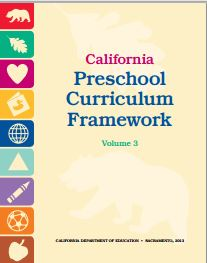 California
Preschool
Curriculum
Framework
Volume 3
CALIFORNIA DEPARTMENT OF EDUCATION • SACRAMENTO, 2013